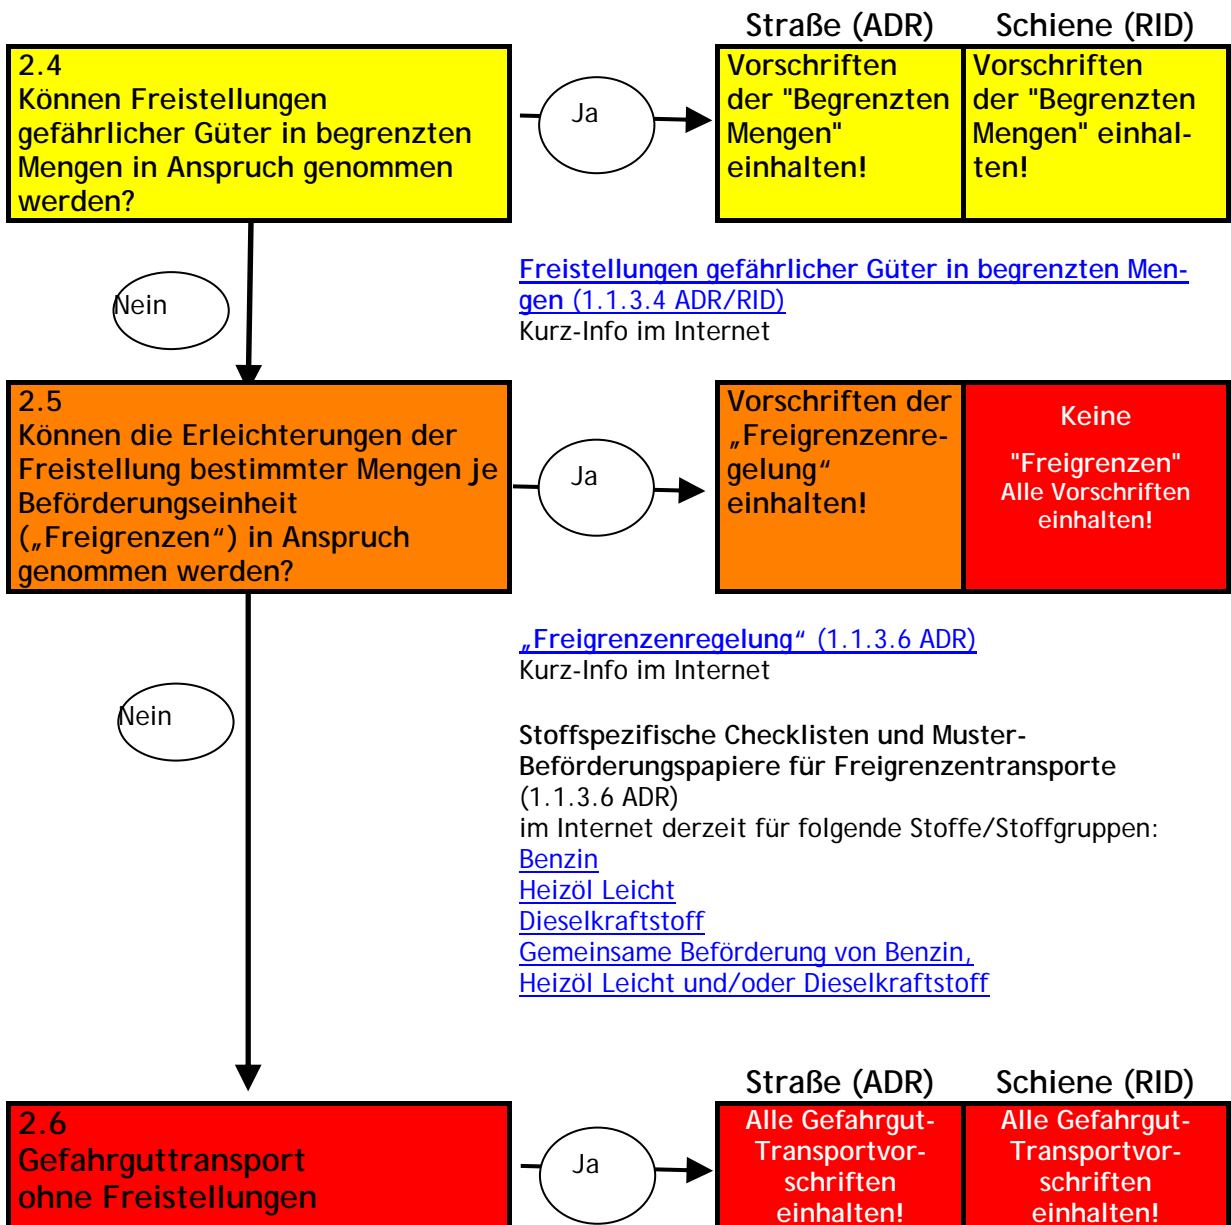 Straße (ADR)
Schiene (RID)
2.4
Können Freistellungen
gefährlicher Güter in begrenzten
Mengen in Anspruch genommen
werden?
Ja
Vorschriften
der "Begrenzten
Mengen"
einhalten!
Vorschriften
der "Begrenzten
Mengen" einhal-
ten!
Nein
Freistellungen gefährlicher Güter in begrenzten Men-
gen (1.1.3.4 ADR/RID)
Kurz-Info im Internet
2.5
Können die Erleichterungen der
Freistellung bestimmter Mengen je
Beförderungseinheit
(„Freigrenzen“) in Anspruch
genommen werden?
Ja
Vorschriften der
„Freigrenzenre-
gelung“
einhalten!
Keine
"Freigrenzen"
Alle Vorschriften
einhalten!
„Freigrenzenregelung“ (1.1.3.6 ADR)
Kurz-Info im Internet
Nein
Stoffspezifische Checklisten und Muster-
Beförderungspapiere für Freigrenzentransporte
(1.1.3.6 ADR)
im Internet derzeit für folgende Stoffe/Stoffgruppen:
Benzin
Heizöl Leicht
Dieselkraftstoff
Gemeinsame Beförderung von Benzin,
Heizöl Leicht und/oder Dieselkraftstoff
Straße (ADR)
Schiene (RID)
2.6
Gefahrguttransport
ohne Freistellungen
Ja
Alle Gefahrgut-
Transportvor-
schriften
einhalten!
Alle Gefahrgut-
Transportvor-
schriften
einhalten!